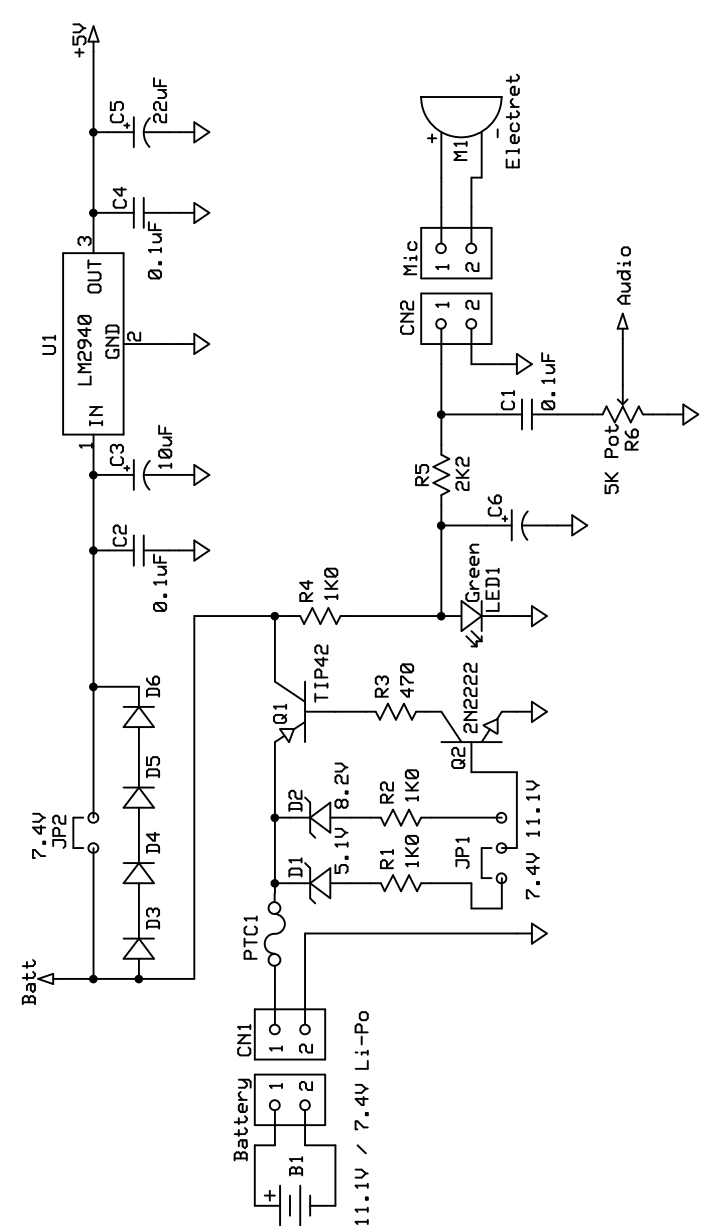 +5V
C5
+
22uF
C4
0.1uF
3
OUT
U1
LM2940
GND
2
IN
1
C3
+
10uF
C2
0.1uF
D6
D5
D4
D3
7.4V
JP2
Batt
Electret
M1
+
-
Mic
1
2
CN2
1
2
C1
0.1uF
Audio
5K Pot
R6
R5
2K2
C6
+
Green
LED1
R4
1K0
TIP42
Q1
R3
470
2N2222
Q2
D2
8.2V
R2
1K0
D1
5.1V
R1
1K0
JP1
7.4V 11.1V
PTC1
CN1
1
2
Battery
1
2
B1
+
11.1V / 7.4V Li-Po